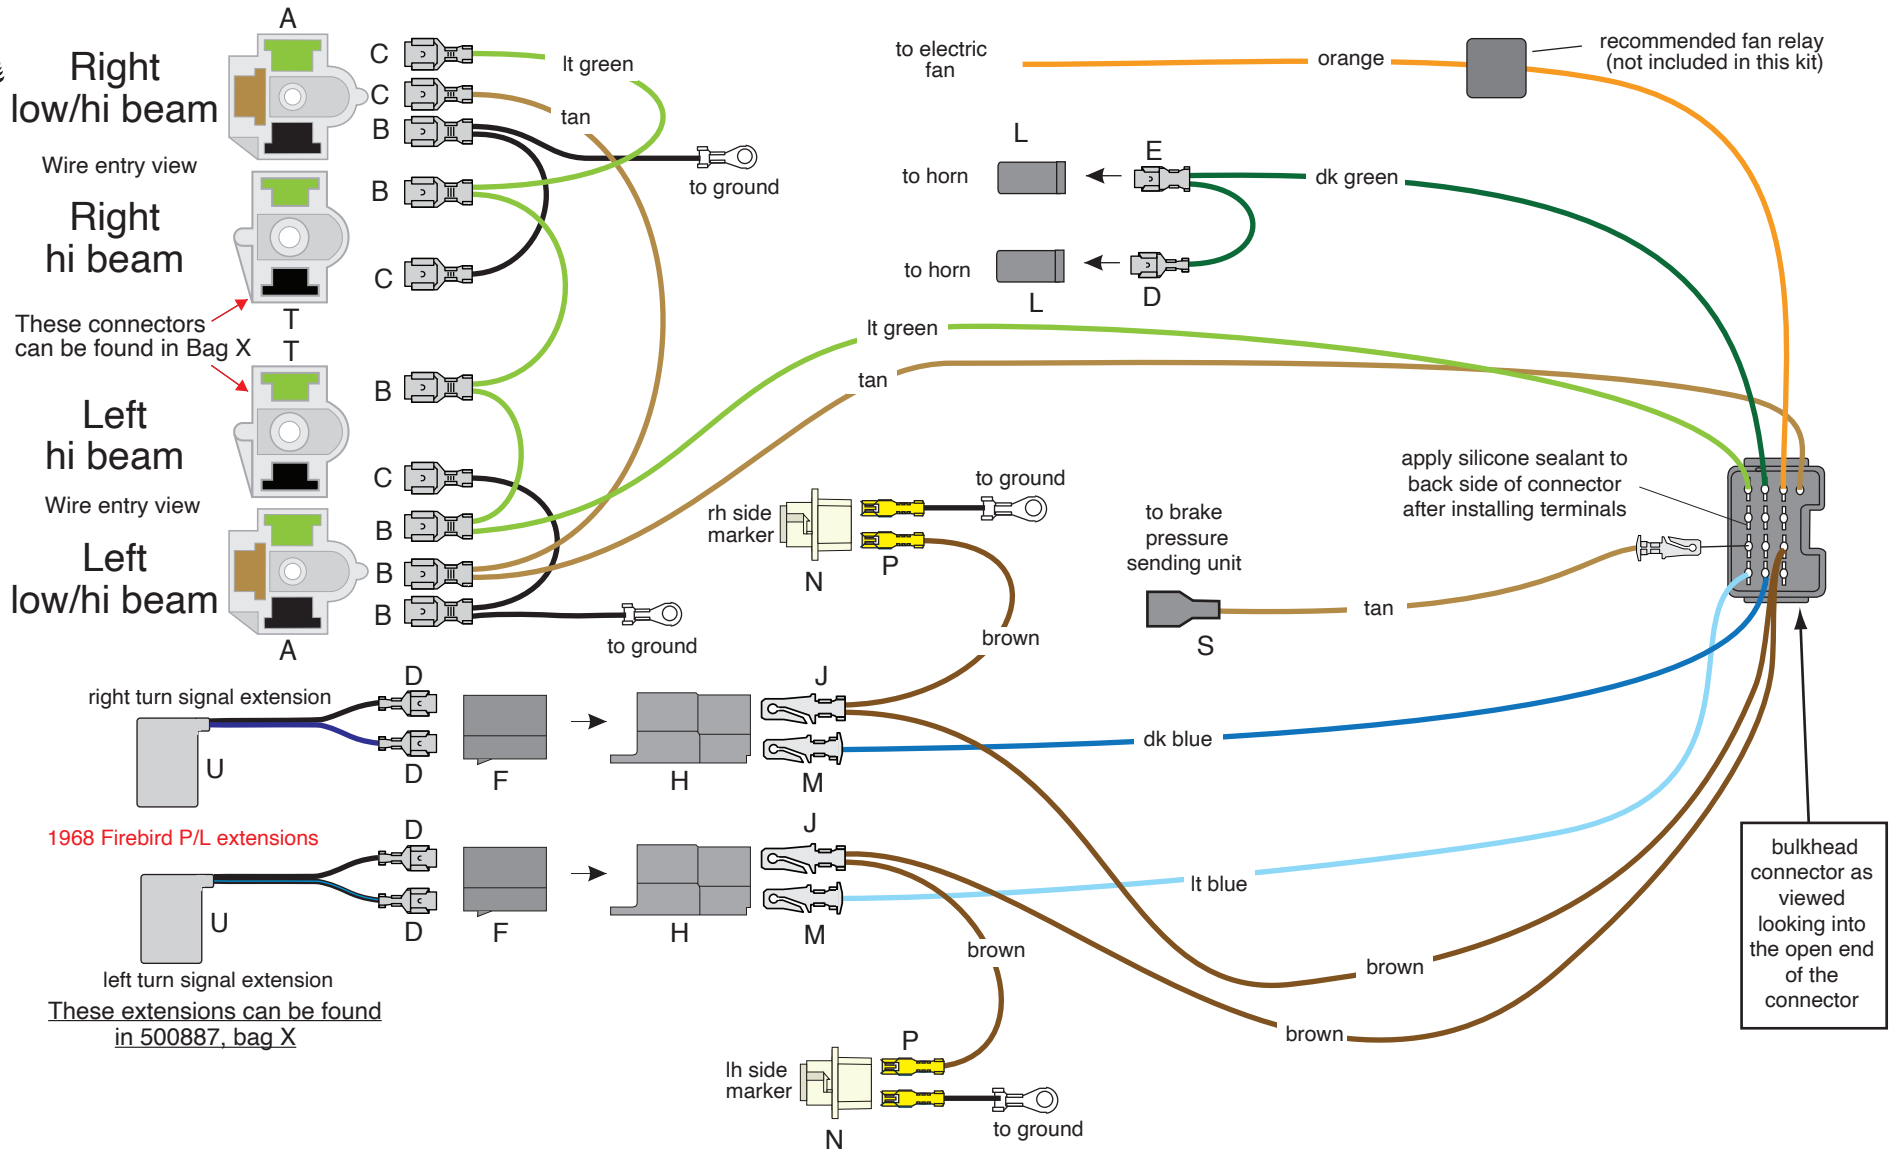 A
Right
low/hi beam
Wire entry view
Right
hi beam
T
These connectors
can be found in Bag X
T
Left
hi beam
Wire entry view
Left
low/hi beam
A
C
C
B
B
C
B
C
B
B
B
lt green
tan
to ground
to ground
to electric
fan
orange
recommended fan relay
(not included in this kit)
L
E
to horn
dk green
to horn
L
D
lt green
tan
apply silicone sealant to
back side of connector
after installing terminals
to ground
rh side
marker
N
P
brown
to brake
pressure
sending unit
tan
S
right turn signal extension
D
U
D
F
H
J
M
dk blue
1968 Firebird P/L extensions
D
U
D
F
H
J
M
lt blue
left turn signal extension
These extensions can be found
in 500887, bag X
brown
brown
brown
P
lh side
marker
N
to ground
bulkhead
connector as
viewed
looking into
the open end
of the
connector